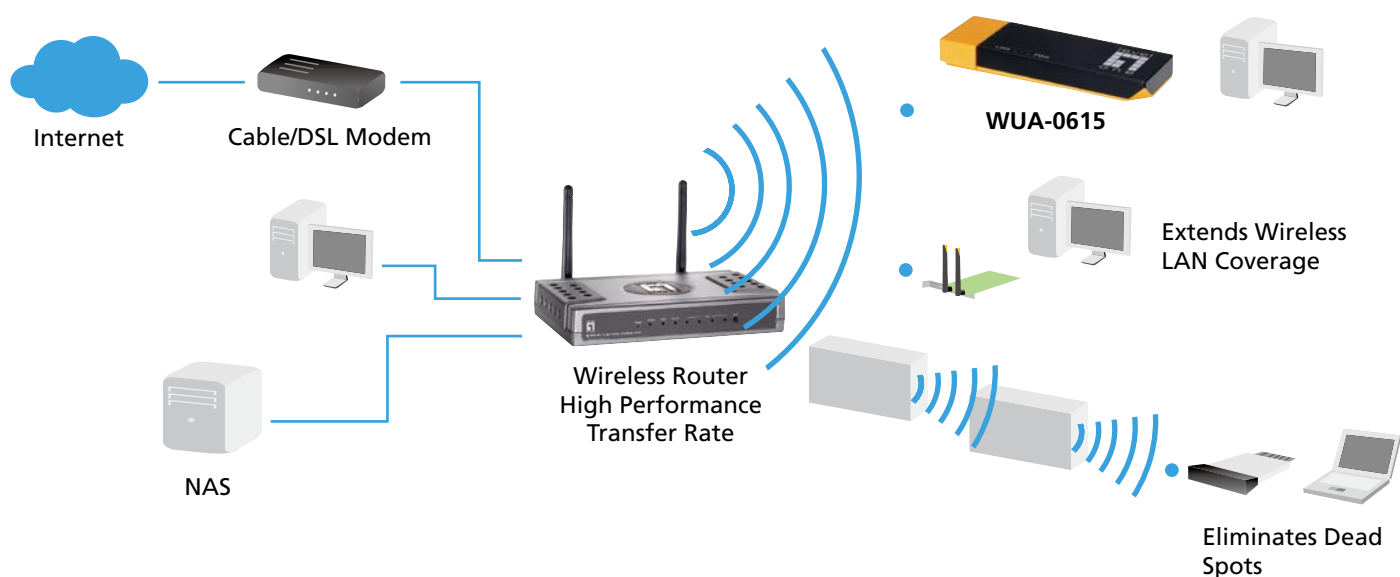 Internet
Cable/DSL Modem
NAS
Wireless Router
High Performance
Transfer Rate
WUA-0615
Extends Wireless
LAN Coverage
Eliminates Dead
Spots